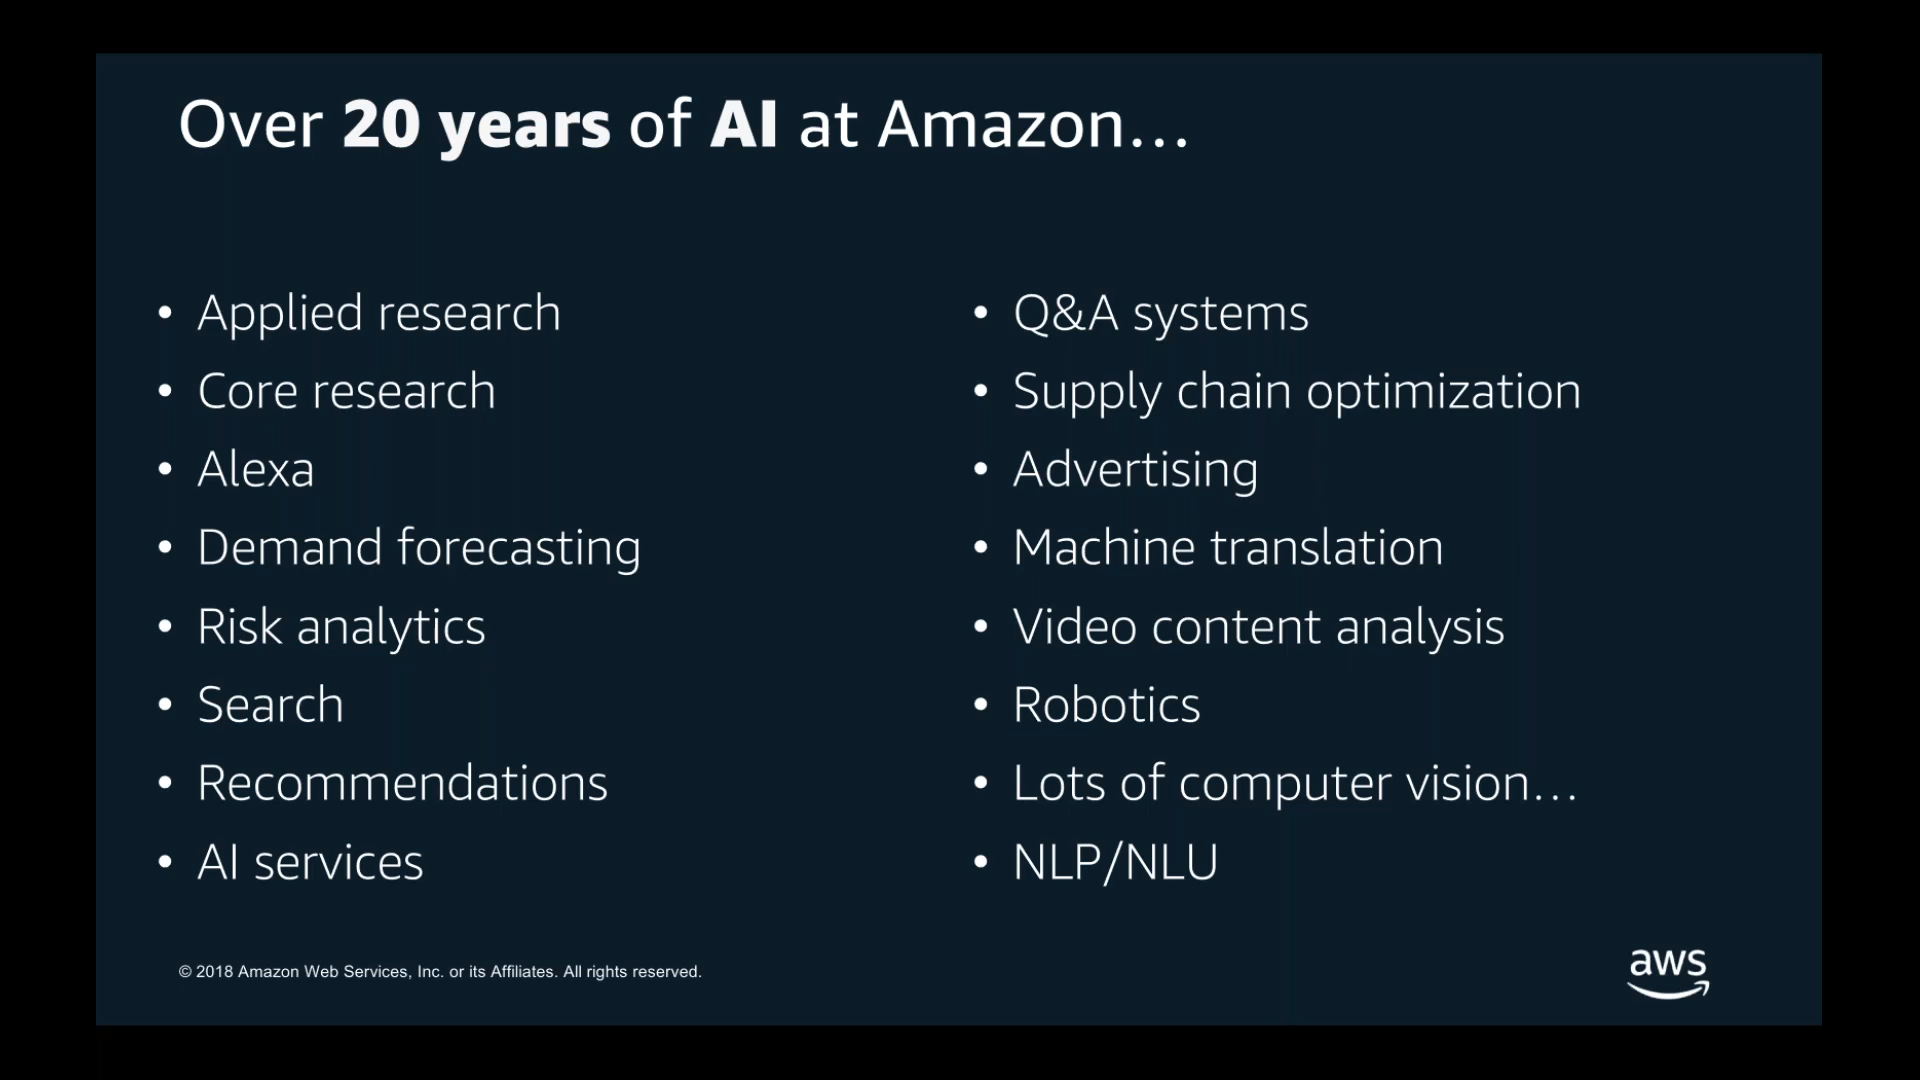 Over 20 years of AI at Amazon…
• Applied research
• Core research
• Alexa
• Demand forecasting
• Risk analytics
• Search
• Recommendations
• AI services
• Q&A systems
• Supply chain optimization
• Advertising
• Machine translation
• Video content analysis
• Robotics
• Lots of computer vision…
• NLP/NLU
© 2018 Amazon Web Services, Inc. or its Affiliates. All rights reserved.
aws